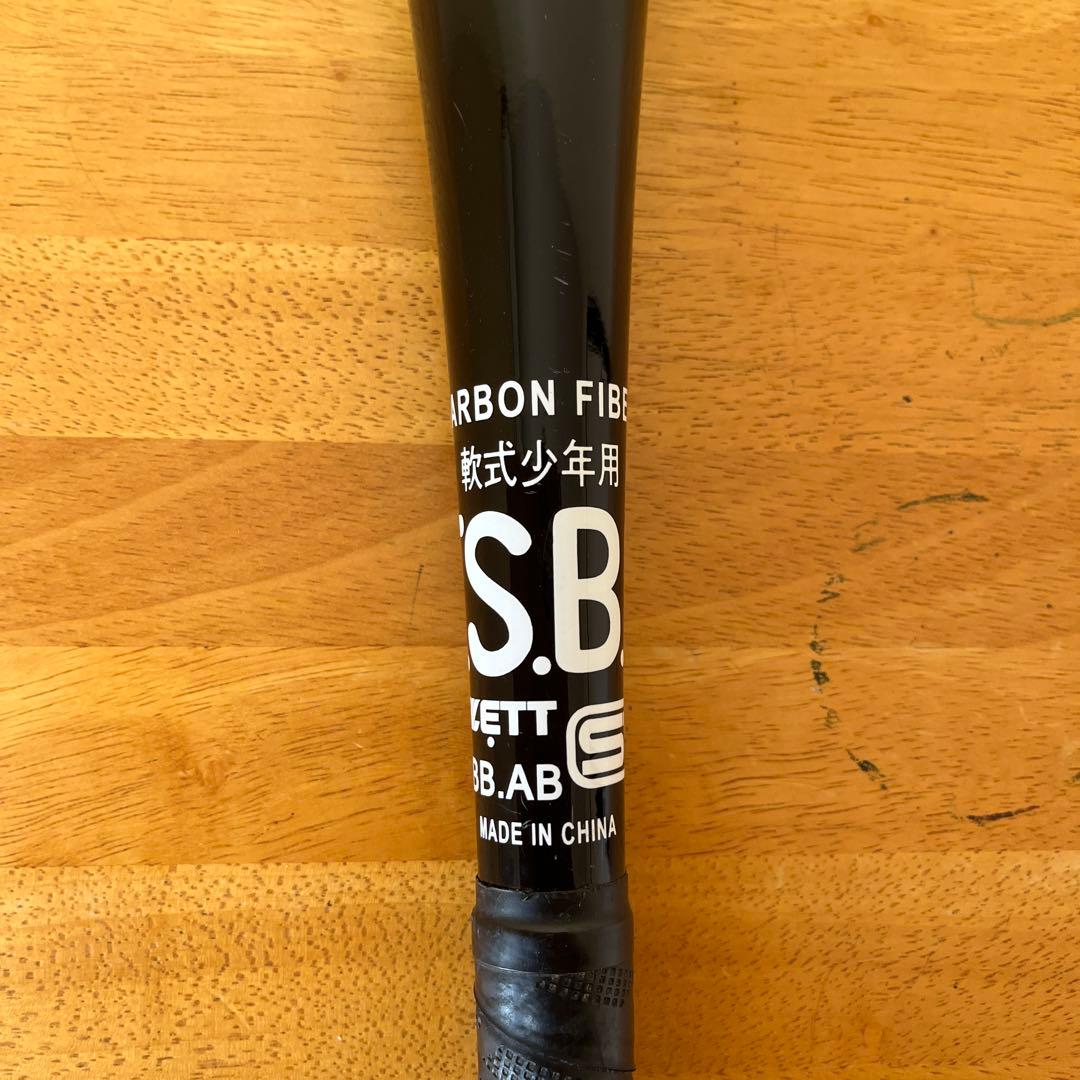 ARBON FIBE
軟式少年用
.S.B.
ZETT
BB.AB
S
MADE IN CHINA